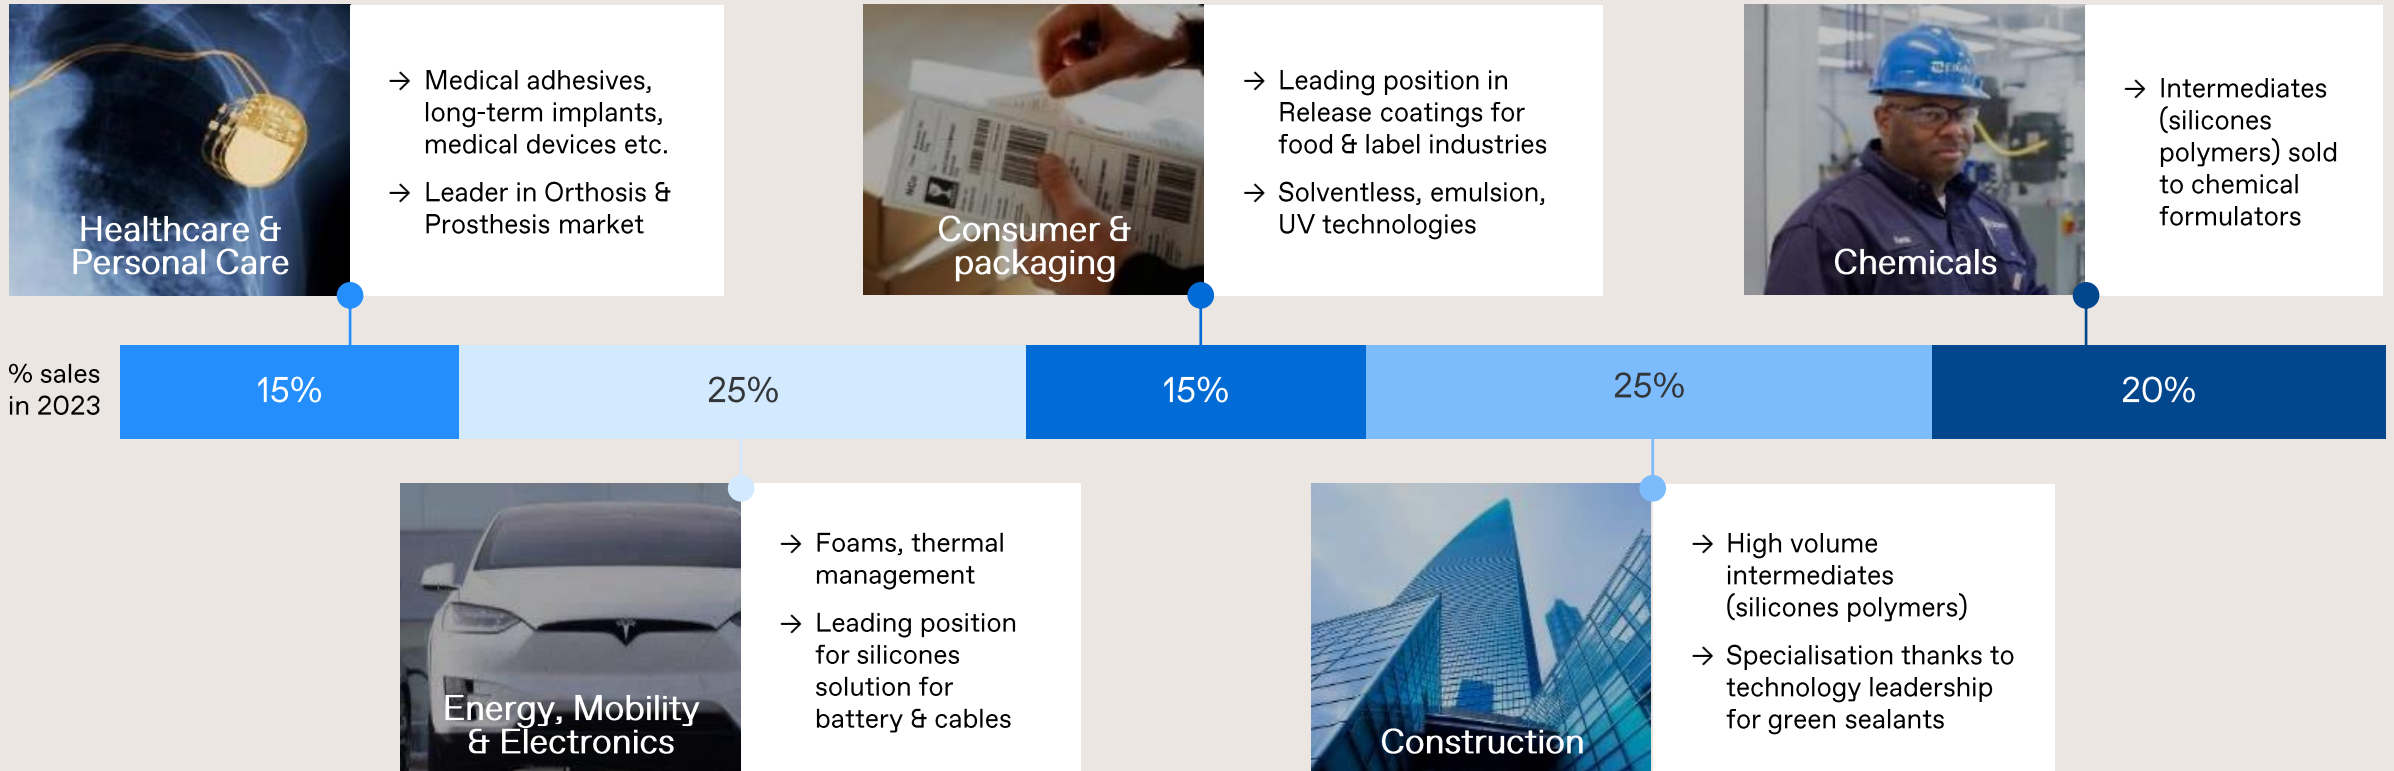 Healthcare &
Personal Care
→ Medical adhesives,
long-term implants,
medical devices etc.
→ Leader in Orthosis &
Prosthesis market
Consumer &
packaging
→ Leading position in
Release coatings for
food & label industries
→ Solventless, emulsion,
UV technologies
Chemicals
→ Intermediates
(silicones
polymers) sold
to chemical
formulators
% sales
in 2023
15%
25%
15%
25%
20%
Energy, Mobility
& Electronics
→ Foams, thermal
management
→ Leading position
for silicones
solution for
battery & cables
Construction
→ High volume
intermediates
(silicones polymers)
→ Specialisation thanks to
technology leadership
for green sealants